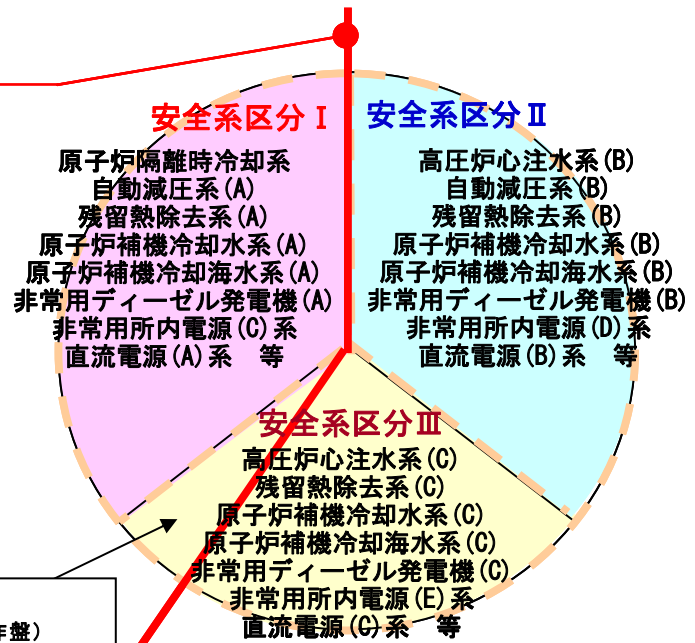 安全系区分Ⅰ
原子炉隔離時冷却系
自動減圧系(A)
残留熱除去系(A)
原子炉補機冷却水系(A)
原子炉補機冷却海水系(A)
非常用ディーゼル発電機(A)
非常用所内電源(C)系
直流電源(A)系　等
安全系区分Ⅱ
高圧炉心注水系(B)
自動減圧系(B)
残留熱除去系(B)
原子炉補機冷却水系(B)
原子炉補機冷却海水系(B)
非常用ディーゼル発電機(B)
非常用所内電源(D)系
直流電源(B)系　等
安全系区分Ⅲ
高圧炉心注水系(C)
残留熱除去系(C)
原子炉補機冷却水系(C)
原子炉補機冷却海水系(C)
非常用ディーゼル発電機(C)
非常用所内電源(E)系
直流電源(C)系　等
作盤)